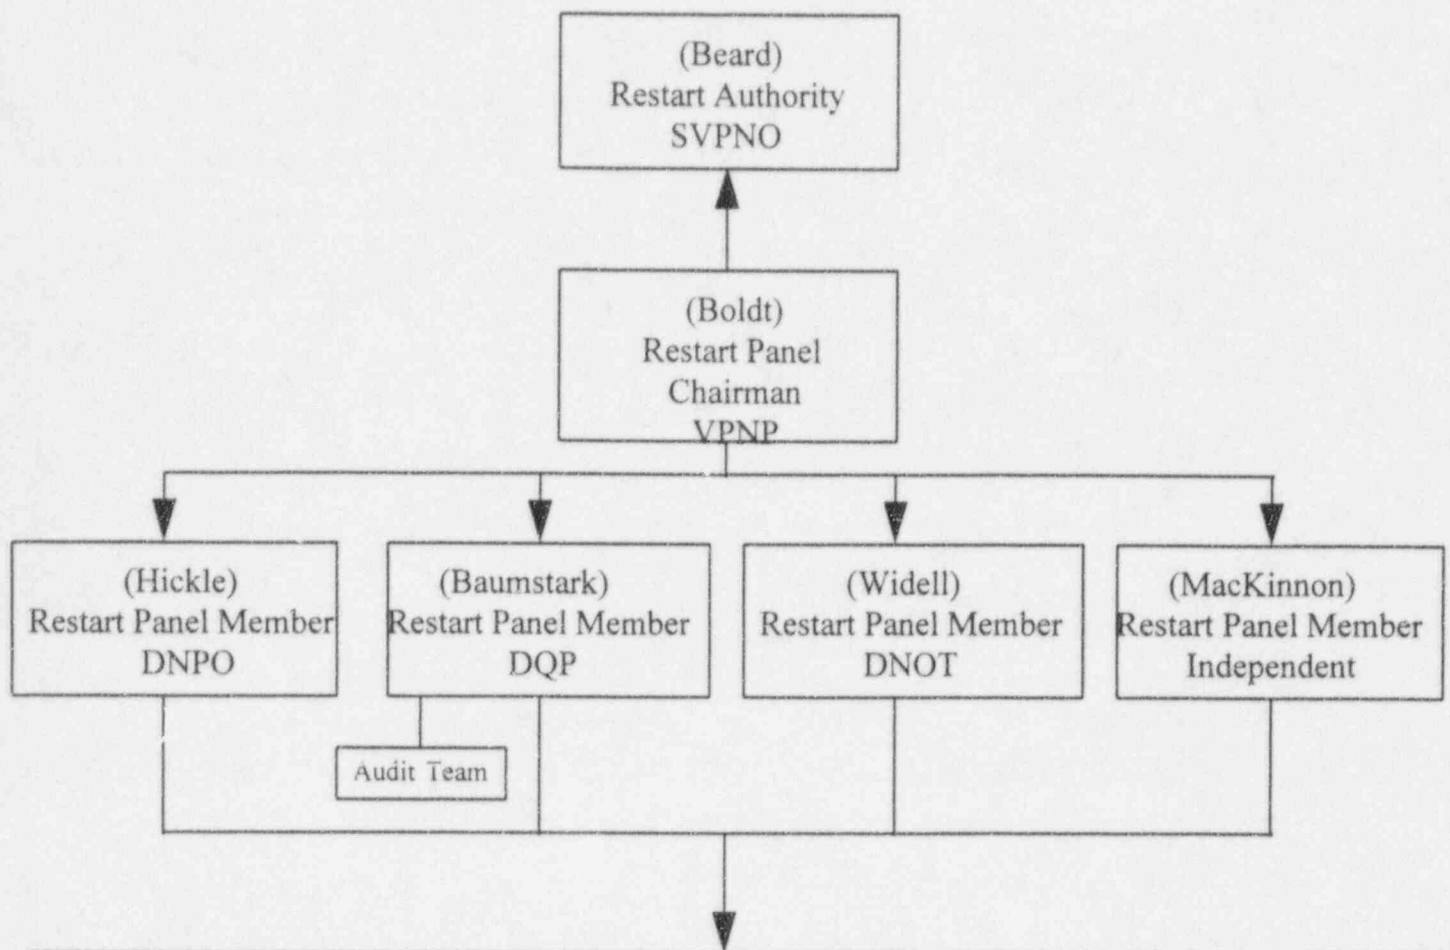 (Beard)
Restart Authority
SVPNO
(Boldt)
Restart Panel
Chairman
VPNP
(Hickle)
Restart Panel Member
DNPO
(Baumstark)
Restart Panel Member
DQP
(Widell)
Restart Panel Member
DNOT
(MacKinnon)
Restart Panel Member
Independent
Audit Team